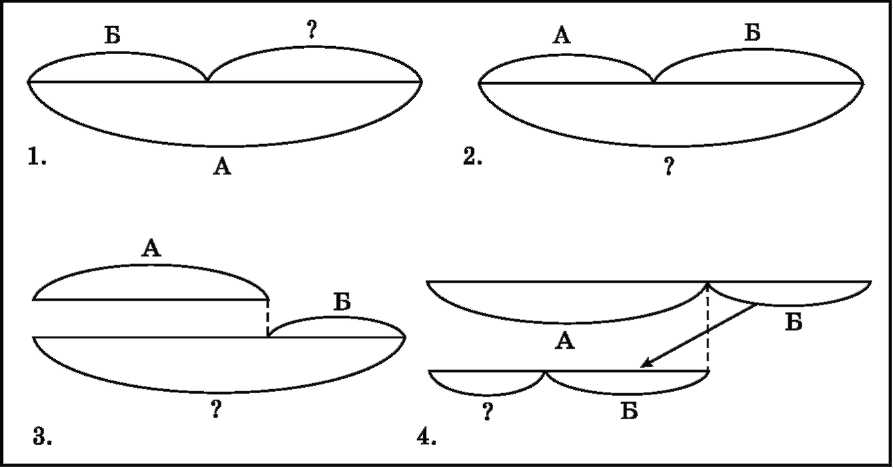 Б ?
А
1.
А Б
?
2.
А
Б
?
3.
А
Б
? Б
4.